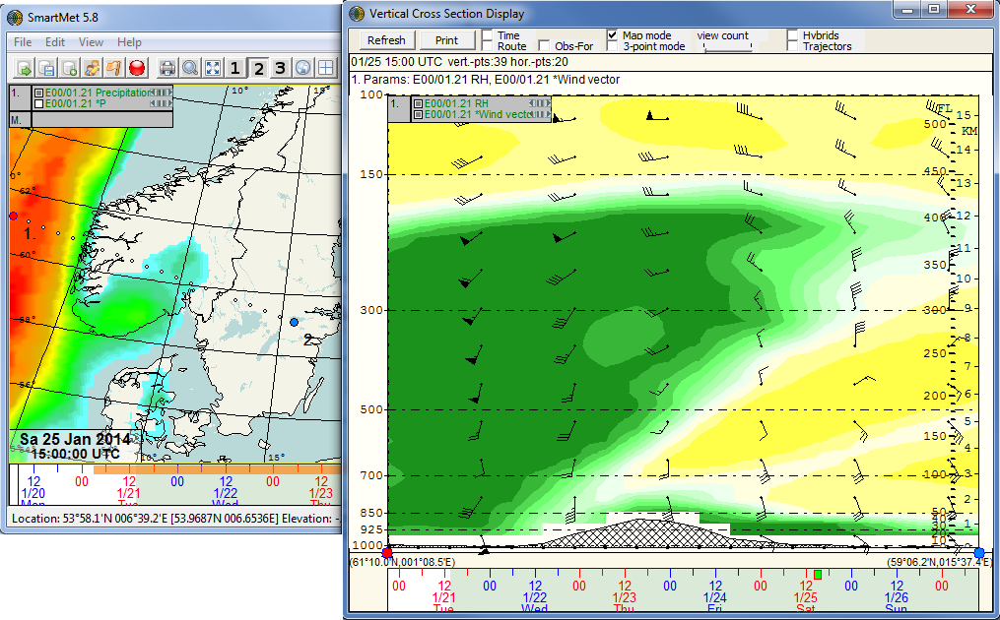 SmartMet 5.8
File Edit View Help
1 2 3
1. E00/01.21 Precipitation
E00/01.21 *P
M.
10° 15°
0°
62°
1.
60°
58°
2
56°
Sa 25 Jan 2014
15:00:00 UTC
10° 15°
12 00 12 00 12 00 12
1/20 1/21 1/22 1/23
Mon Tue Wed Thu
Location: 53°58.1'N 006°39.2'E [53.9687N 006.6536E] Elevation: -
Vertical Cross Section Display
Refresh Print Time Route Obs-For Map mode 3-point mode view count Hybrids Trajectors
01/25 15:00 UTC vert.-pts:39 hor.-pts:20
1. Params: E00/01.21 RH, E00/01.21 *Wind vector
1. E00/01.21 RH
E00/01.21 *Wind vecto
100
150
200
300
500
700
850
925
1000
FL
500
450
400
350
300
250
200
150
50
30
10
15
KM
14
13
12
11
10
9
8
7
6
5
4
3
2
1
(61°10.0'N,001°08.5'E) (59°06.2'N,015°37.4'E)
00 12 00 12 00 12 00 12 00 12 00 12 00
1/21 1/22 1/23 1/24 1/25 1/26
Tue Wed Thu Fri Sat Sun